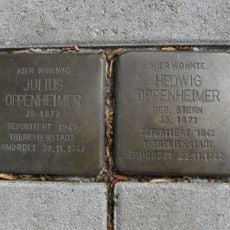 HIER WOHNTE
JULIUS
OPPENHEIMER
JG. 1873
DEPORTIERT 1942
THERESIENSTADT
ERMORDET 23.11.1942
HIER WOHNTE
HEDWIG
OPPENHEIMER
GEB. STERN
JG. 1873
DEPORTIERT 1942
THERESIENSTADT
ERMORDET 22.11.1942